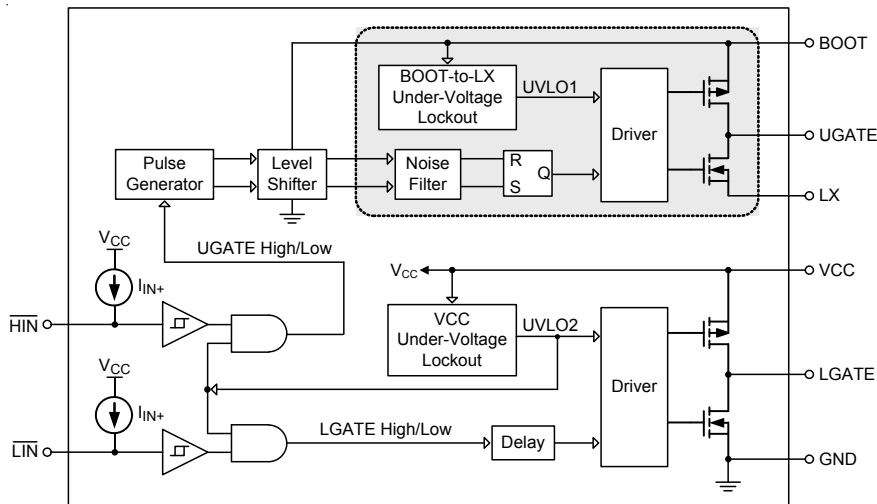 BOOT
BOOT-to-LX
Under-Voltage
Lockout
UVLO1
Driver
UGATE
Pulse
Generator
Level
Shifter
Noise
Filter
R
S
Q
LX
UGATE High/Low
VCC
IIN+
HIN
VCC
VCC
VCC
Under-Voltage
Lockout
UVLO2
Driver
LGATE
VCC
IIN+
LIN
LGATE High/Low
Delay
GND